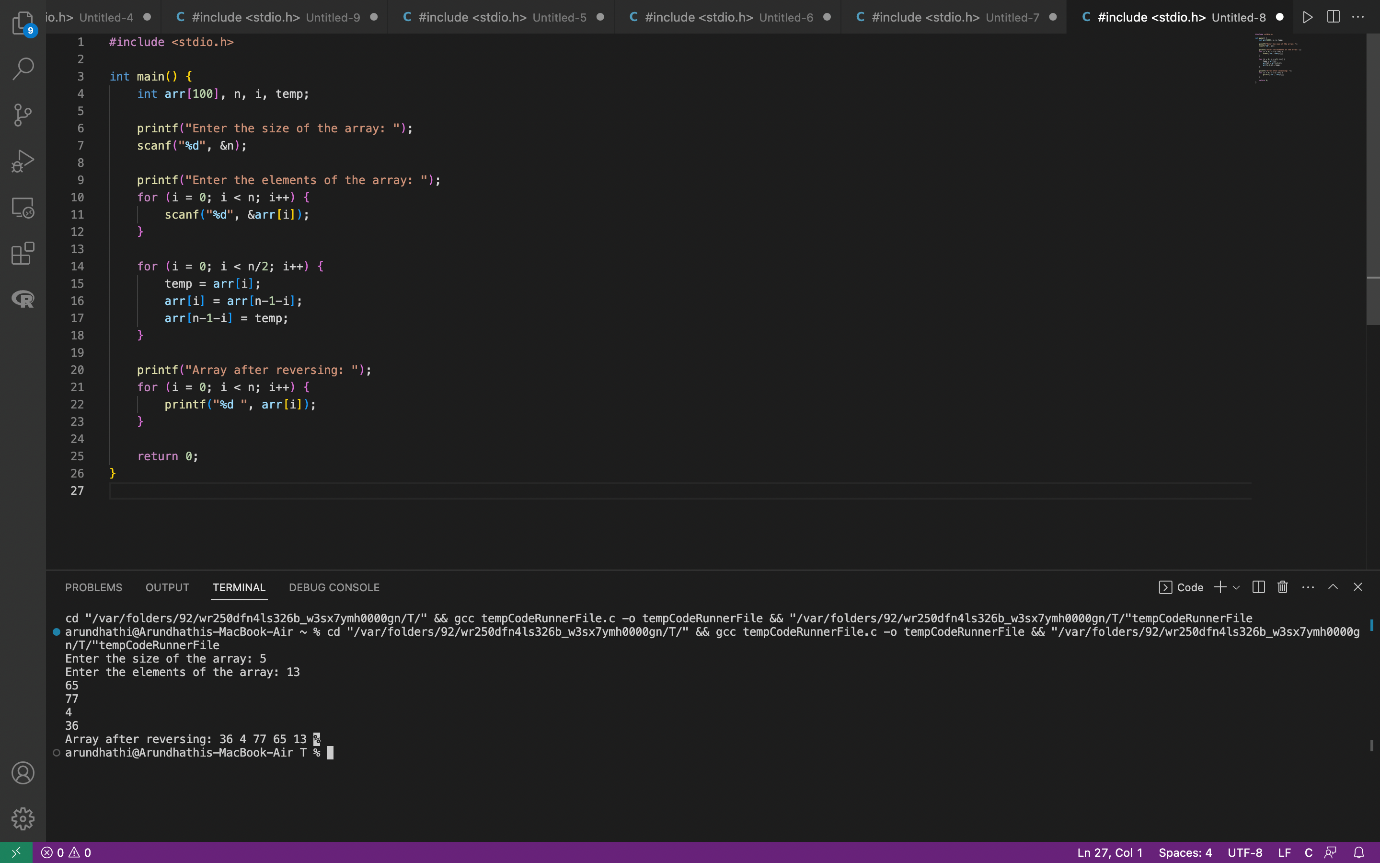 io.h> Untitled-4 C #include <stdio.h> Untitled-9 C #include <stdio.h> Untitled-5 C #include <stdio.h> Untitled-6 C #include <stdio.h> Untitled-7 C #include <stdio.h> Untitled-8
9
1 #include <stdio.h>
2
3 int main() {
4 int arr[100], n, i, temp;
5
6 printf("Enter the size of the array: ");
7 scanf("%d", &n);
8
9 printf("Enter the elements of the array: ");
10 for (i = 0; i < n; i++) {
11 scanf("%d", &arr[i]);
12 }
13
14 for (i = 0; i < n/2; i++) {
15 temp = arr[i];
16 arr[i] = arr[n-1-i];
17 arr[n-1-i] = temp;
18 }
19
20 printf("Array after reversing: ");
21 for (i = 0; i < n; i++) {
22 printf("%d ", arr[i]);
23 }
24
25 return 0;
26 }
27
R
PROBLEMS OUTPUT TERMINAL DEBUG CONSOLE Code
cd "/var/folders/92/wr250dfn4ls326b_w3sx7ymh0000gn/T/" && gcc tempCodeRunnerFile.c -o tempCodeRunnerFile && "/var/folders/92/wr250dfn4ls326b_w3sx7ymh0000gn/T/"tempCodeRunnerFile
arundhathi@Arundhathis-MacBook-Air ~ % cd "/var/folders/92/wr250dfn4ls326b_w3sx7ymh0000gn/T/" && gcc tempCodeRunnerFile.c -o tempCodeRunnerFile && "/var/folders/92/wr250dfn4ls326b_w3sx7ymh0000g
n/T/"tempCodeRunnerFile
Enter the size of the array: 5
Enter the elements of the array: 13
65
77
4
36
Array after reversing: 36 4 77 65 13 %
arundhathi@Arundhathis-MacBook-Air T %
0 0 Ln 27, Col 1 Spaces: 4 UTF-8 LF C